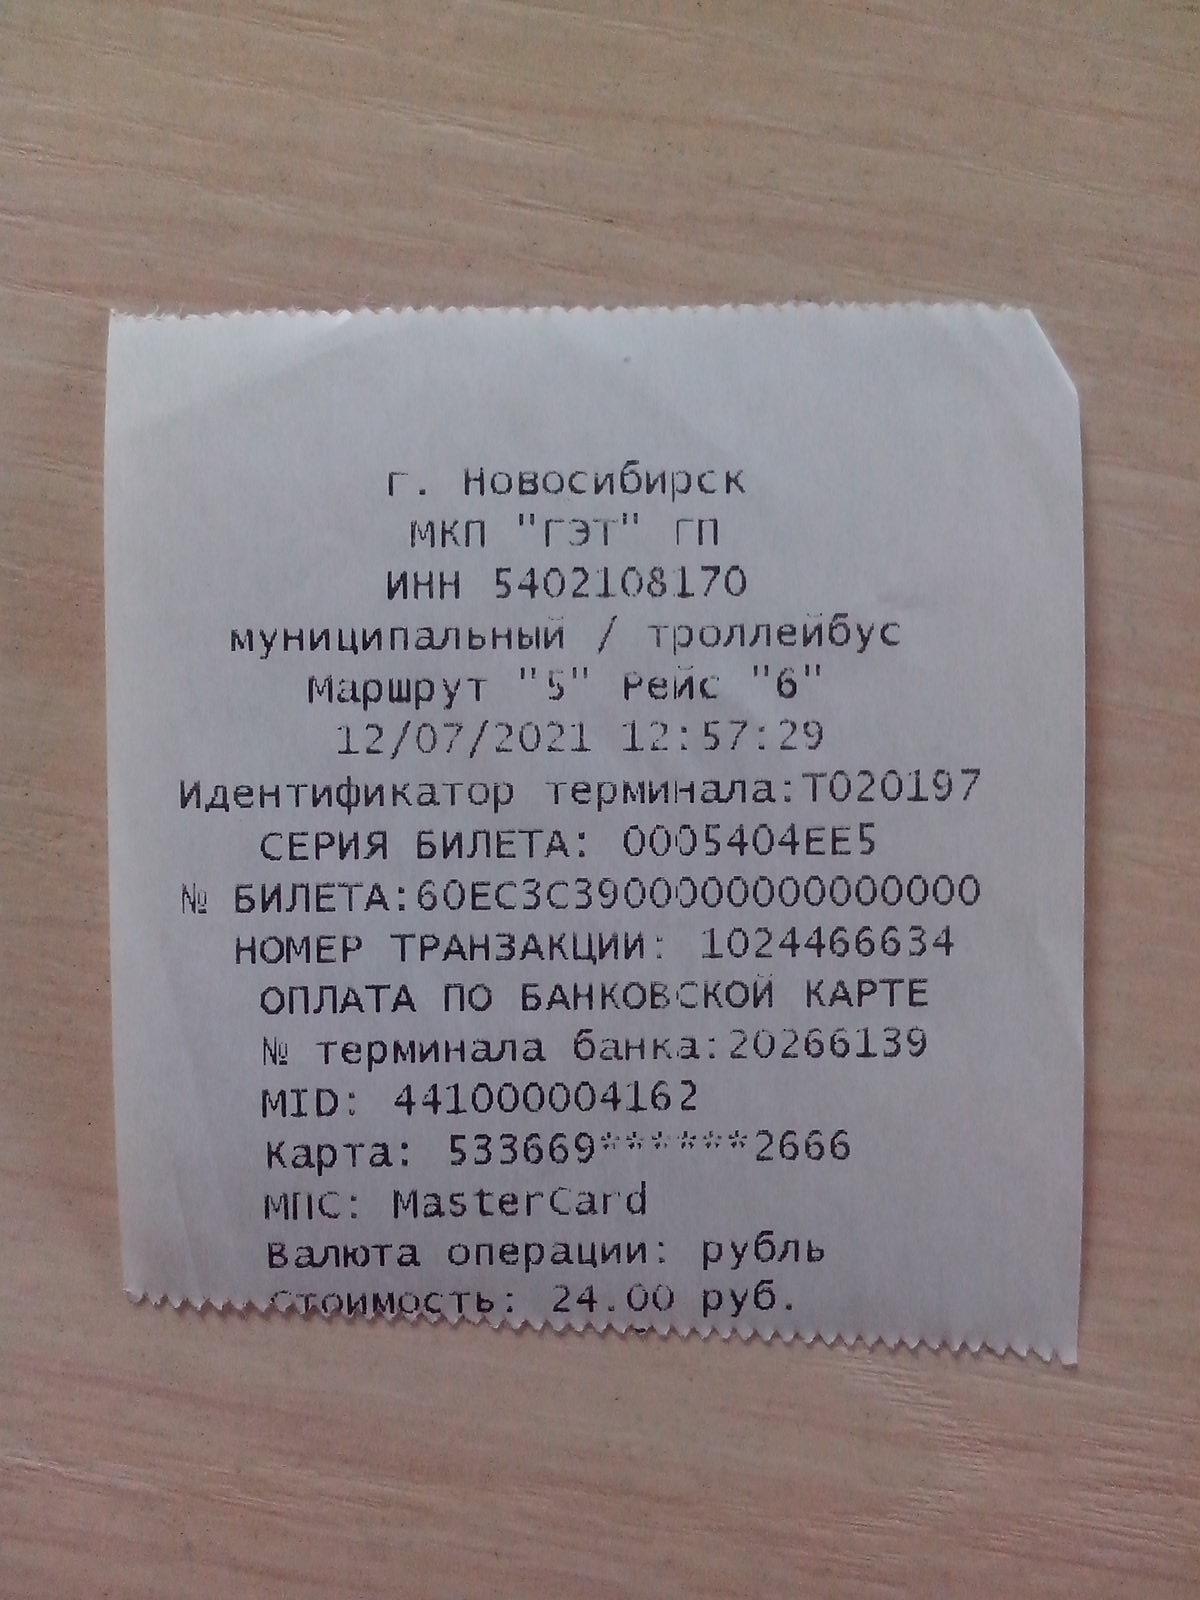 г. Новосибирск
МКП "ГЭТ" ГП
ИНН 5402108170
муниципальный / троллейбус
Маршрут "5" Рейс "6"
12/07/2021 12:57:29
Идентификатор терминала:T020197
СЕРИЯ БИЛЕТА: 0005404EE5
№ БИЛЕТА:60EC3C3900000000000000
НОМЕР ТРАНЗАКЦИИ: 1024466634
ОПЛАТА ПО БАНКОВСКОЙ КАРТЕ
№ терминала банка:20266139
MID: 441000004162
Карта: 533669******2666
МПС: MasterCard
Валюта операции: рубль
Стоимость: 24.00 руб.